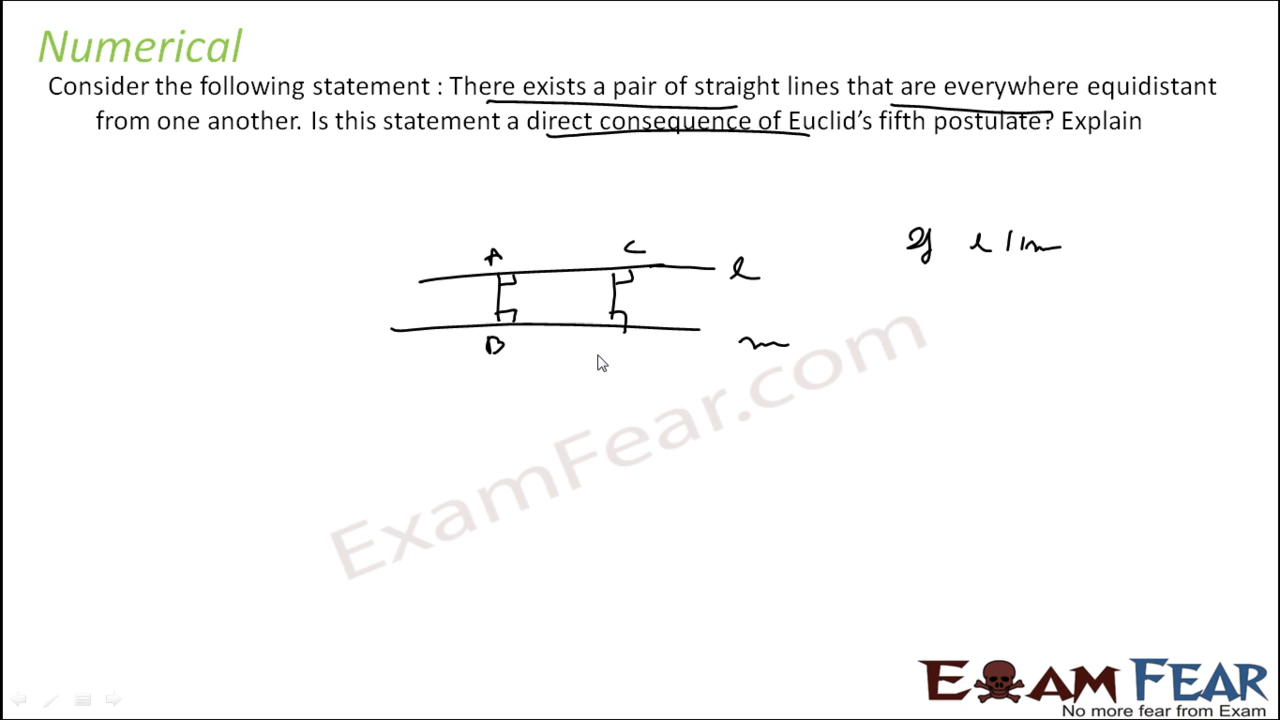 Numerical
Consider the following statement : There exists a pair of straight lines that are everywhere equidistant
from one another. Is this statement a direct consequence of Euclid’s fifth postulate? Explain
A C l
If l || m
B m
ExamFear.com
EXAM FEAR
No more fear from Exam